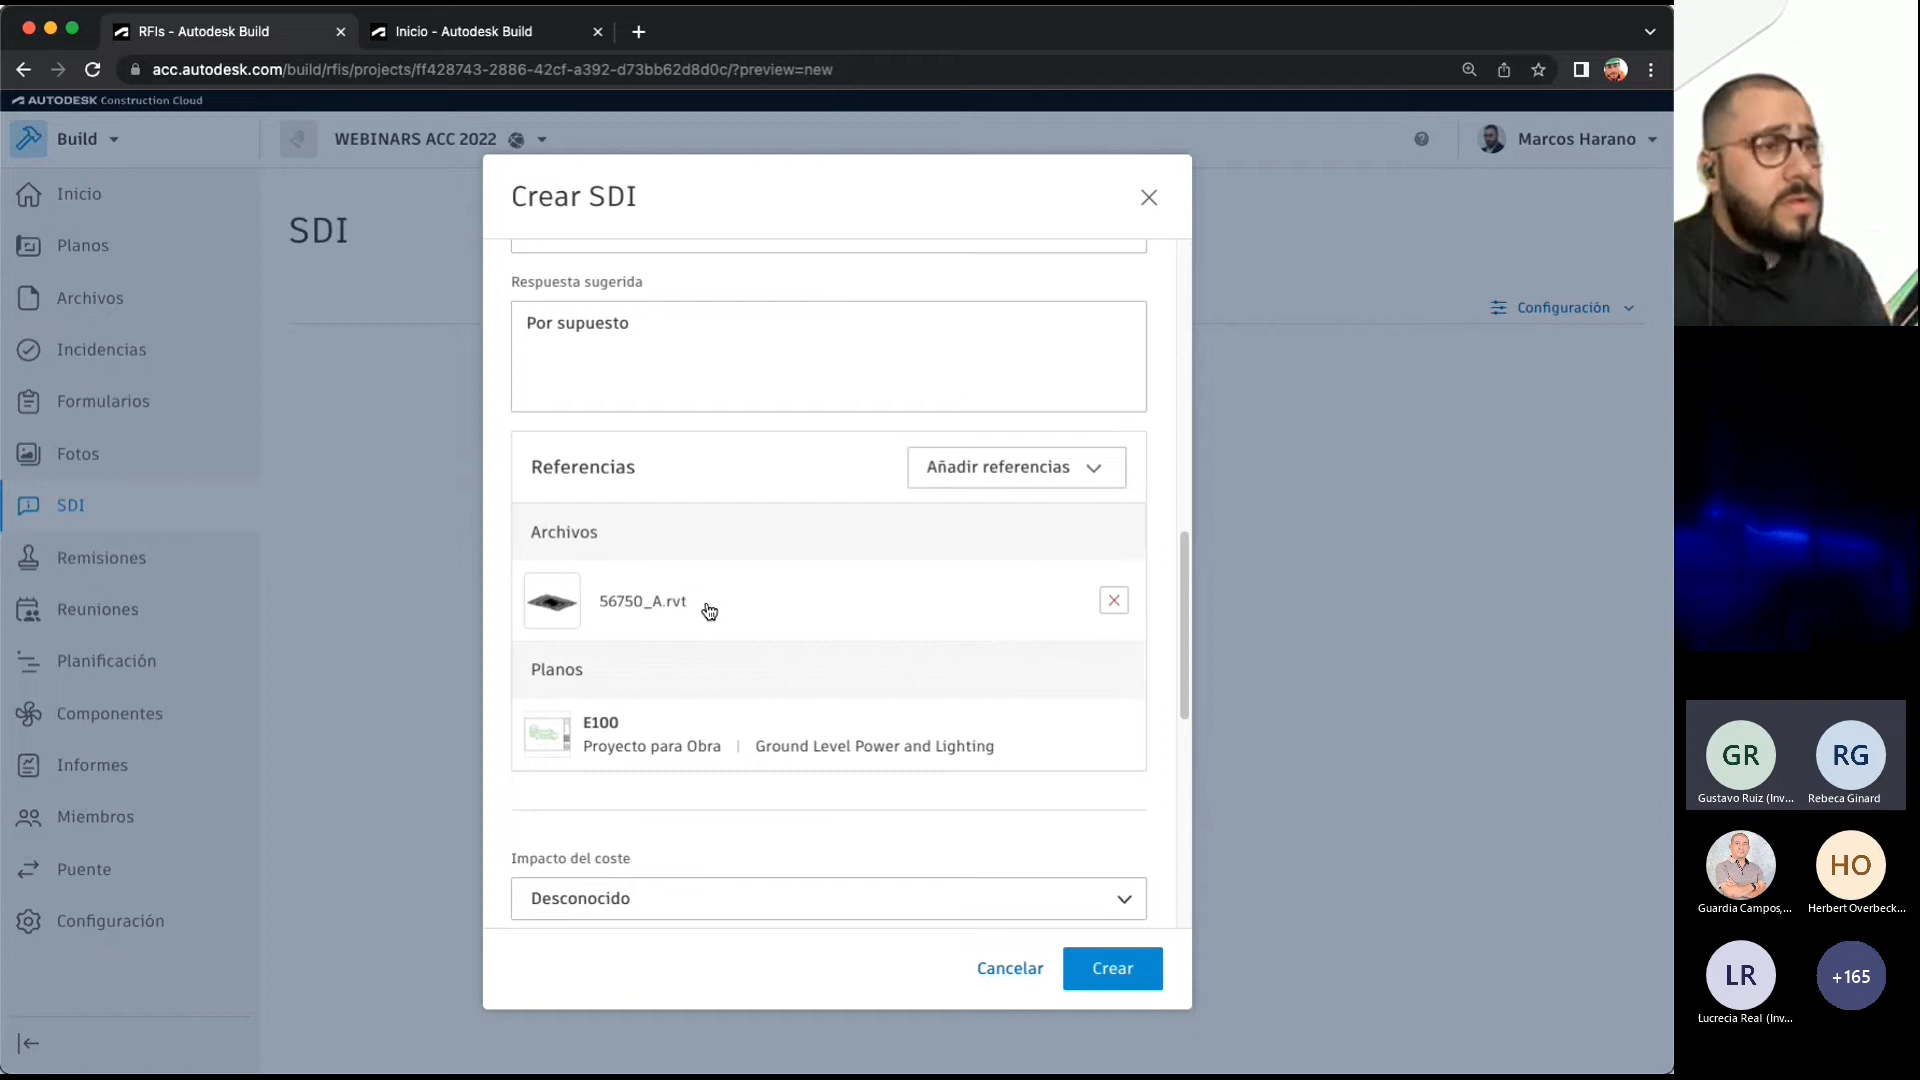 RFIs - Autodesk Build
Inicio - Autodesk Build
acc.autodesk.com/build/rfis/projects/ff428743-2886-42cf-a392-d73bb62d8d0c/?preview=new
AUTODESK Construction Cloud
Build
WEBINARS ACC 2022
Marcos Harano
Inicio
Planos
Archivos
Incidencias
Formularios
Fotos
SDI
Remisiones
Reuniones
Planificación
Componentes
Informes
Miembros
Puente
Configuración
SDI
Configuración
Crear SDI
Respuesta sugerida
Por supuesto
Referencias
Añadir referencias
Archivos
56750_A.rvt
Planos
E100
Proyecto para Obra | Ground Level Power and Lighting
Impacto del coste
Desconocido
Cancelar
Crear
GR
Gustavo Ruiz (Inv...
RG
Rebeca Ginard
Guardia Campos,...
HO
Herbert Overbeck...
LR
Lucrecia Real (Inv...
+165